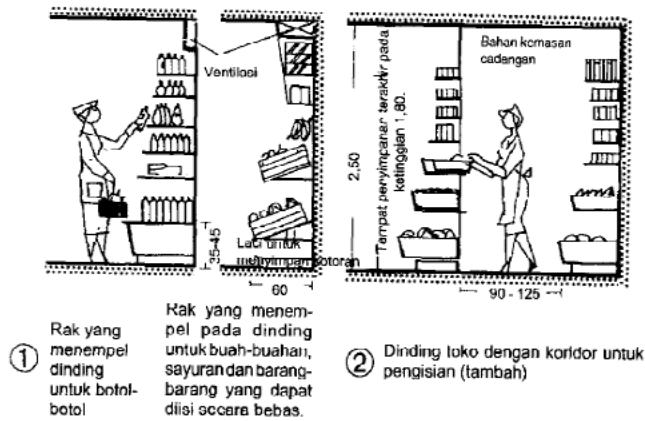 Ventilasi
Laci untuk
menyimpan kotoran
35-45
60
Tempat penyimpanan terakhir pada
ketinggian 1,80.
2,50
Bahan kemasan
cadangan
90 - 125
1
Rak yang
menempel
dinding
untuk botol-
botol
Rak yang menem-
pel pada dinding
untuk buah-buahan,
sayuran dan barang-
barang yang dapat
diisi secara bebas.
2
Dinding toko dengan koridor untuk
pengisian (tambah)